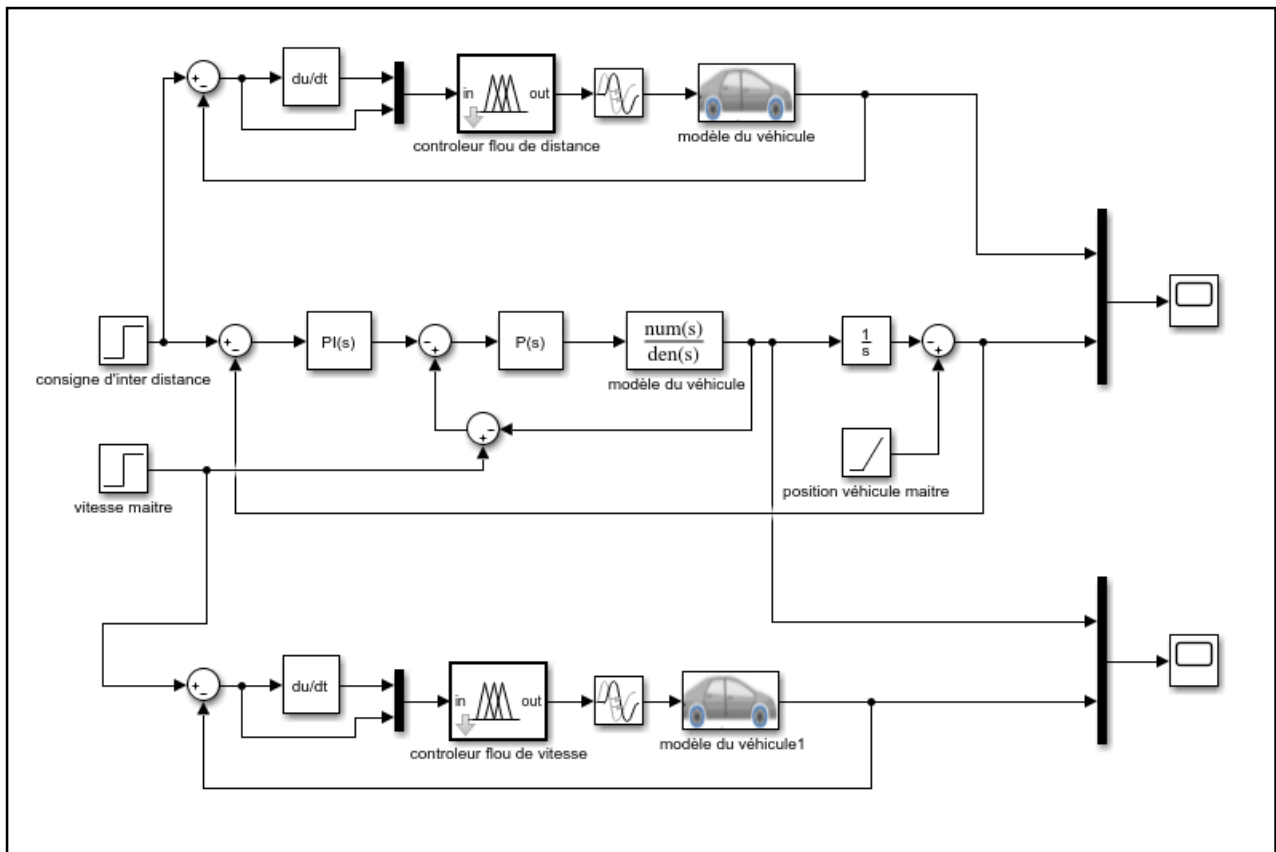 du/dt
in
out
controleur flou de distance
modèle du véhicule
consigne d'inter distance
PI(s)
P(s)
num(s)
den(s)
modèle du véhicule
1
s
position véhicule maitre
vitesse maitre
du/dt
in
out
controleur flou de vitesse
modèle du véhicule1